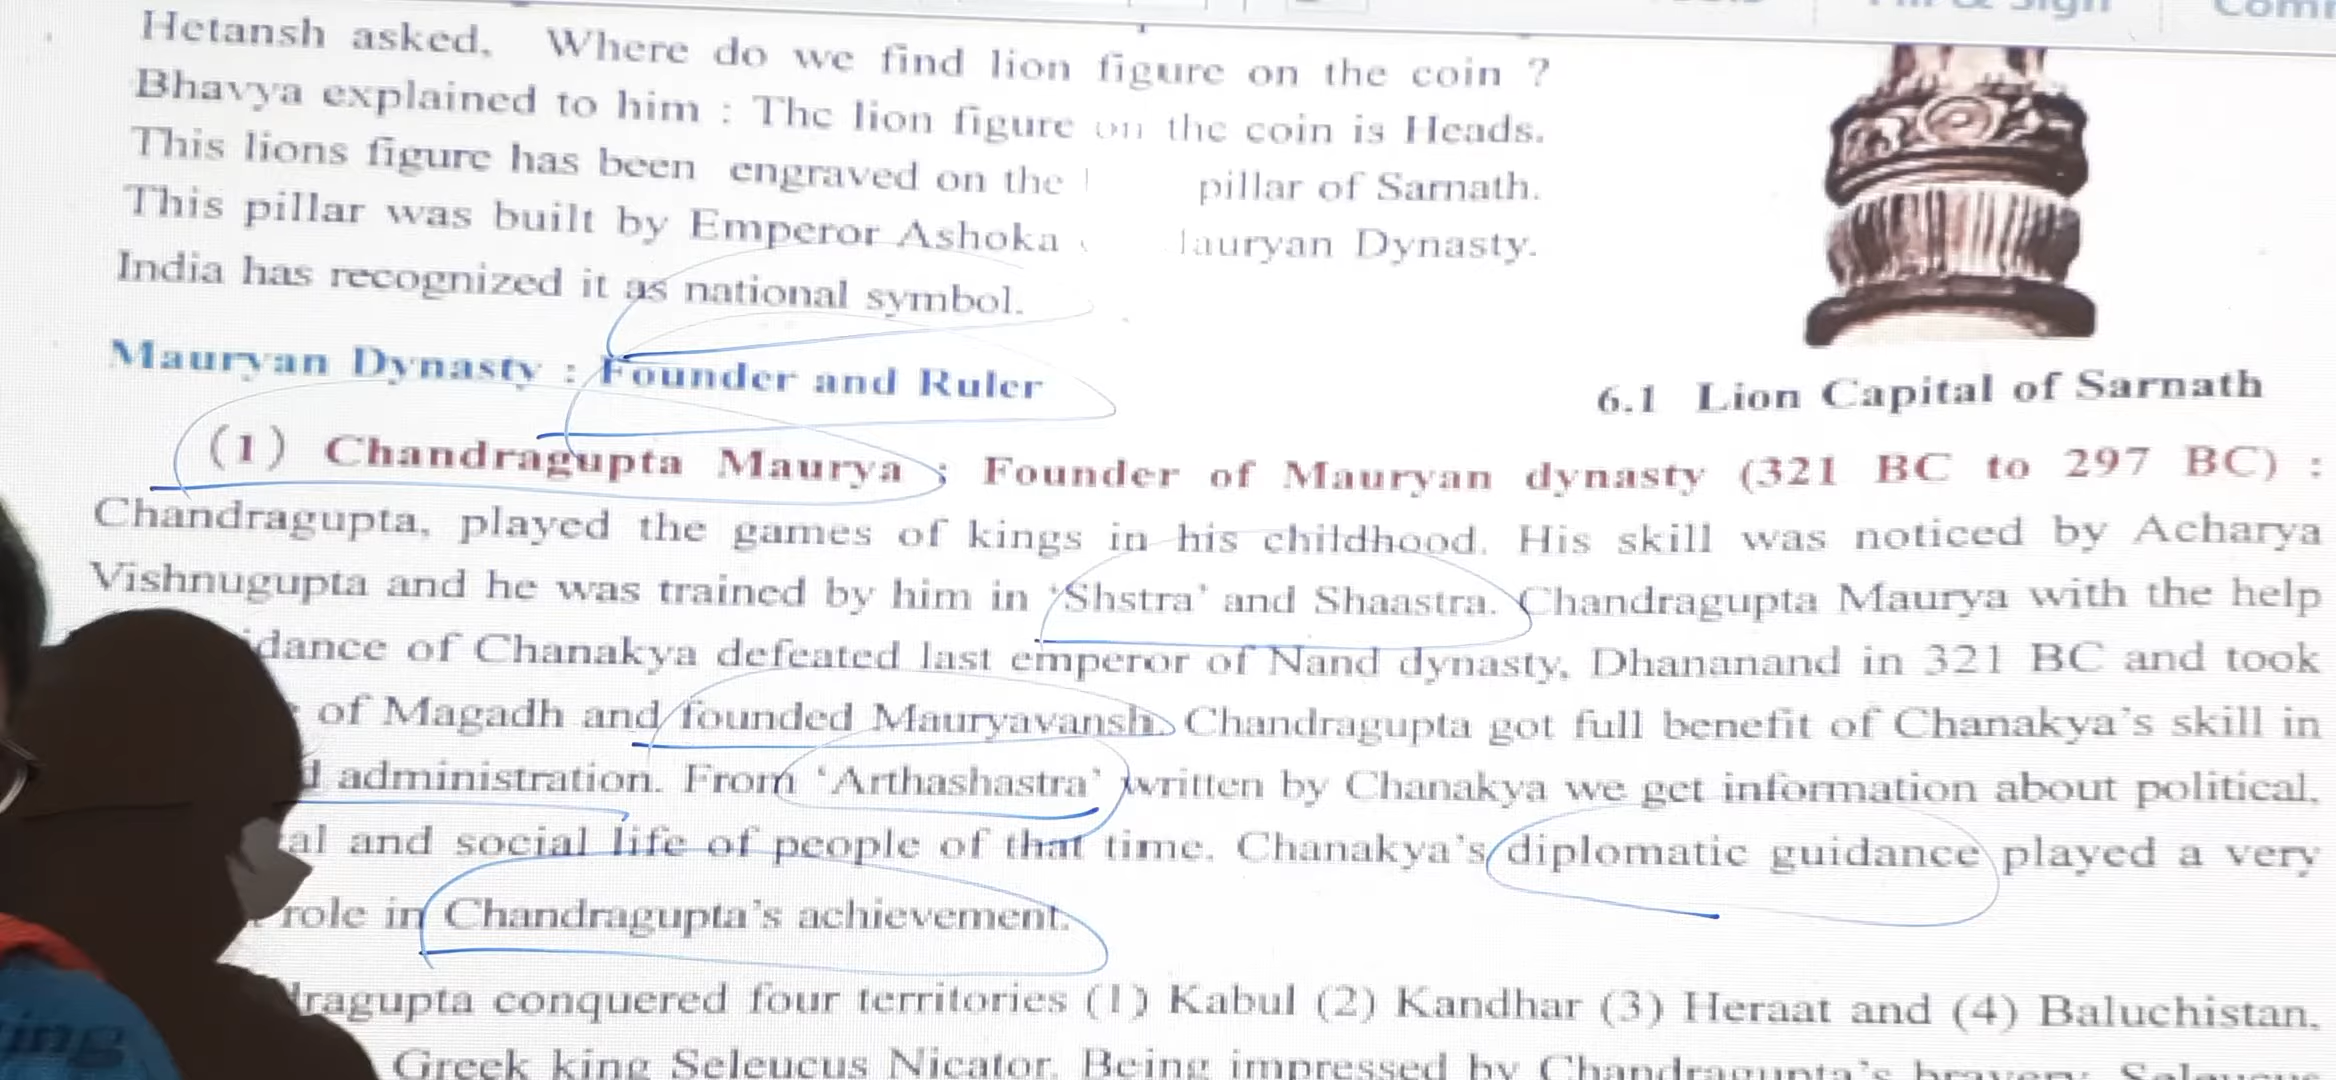 Hetansh asked, Where do we find lion figure on the coin ?
Bhavya explained to him : The lion figure on the coin is Heads.
This lions figure has been engraved on the pillar of Sarnath.
This pillar was built by Emperor Ashoka lauryan Dynasty.
India has recognized it as national symbol.
Mauryan Dynasty : Founder and Ruler
6.1 Lion Capital of Sarnath
(1) Chandragupta Maurya : Founder of Mauryan dynasty (321 BC to 297 BC) :
Chandragupta, played the games of kings in his childhood. His skill was noticed by Acharya
Vishnugupta and he was trained by him in 'Shstra' and Shaastra. Chandragupta Maurya with the help
idance of Chanakya defeated last emperor of Nand dynasty, Dhananand in 321 BC and took
of Magadh and founded Mauryavansh. Chandragupta got full benefit of Chanakya's skill in
d administration. From 'Arthashastra' written by Chanakya we get information about political,
al and social life of people of that time. Chanakya's diplomatic guidance played a very
role in Chandragupta's achievement.
dragupta conquered four territories (1) Kabul (2) Kandhar (3) Heraat and (4) Baluchistan.
Greek king Seleucus Nicator. Being impressed by Chandragupta's bravery Seleucus
ing